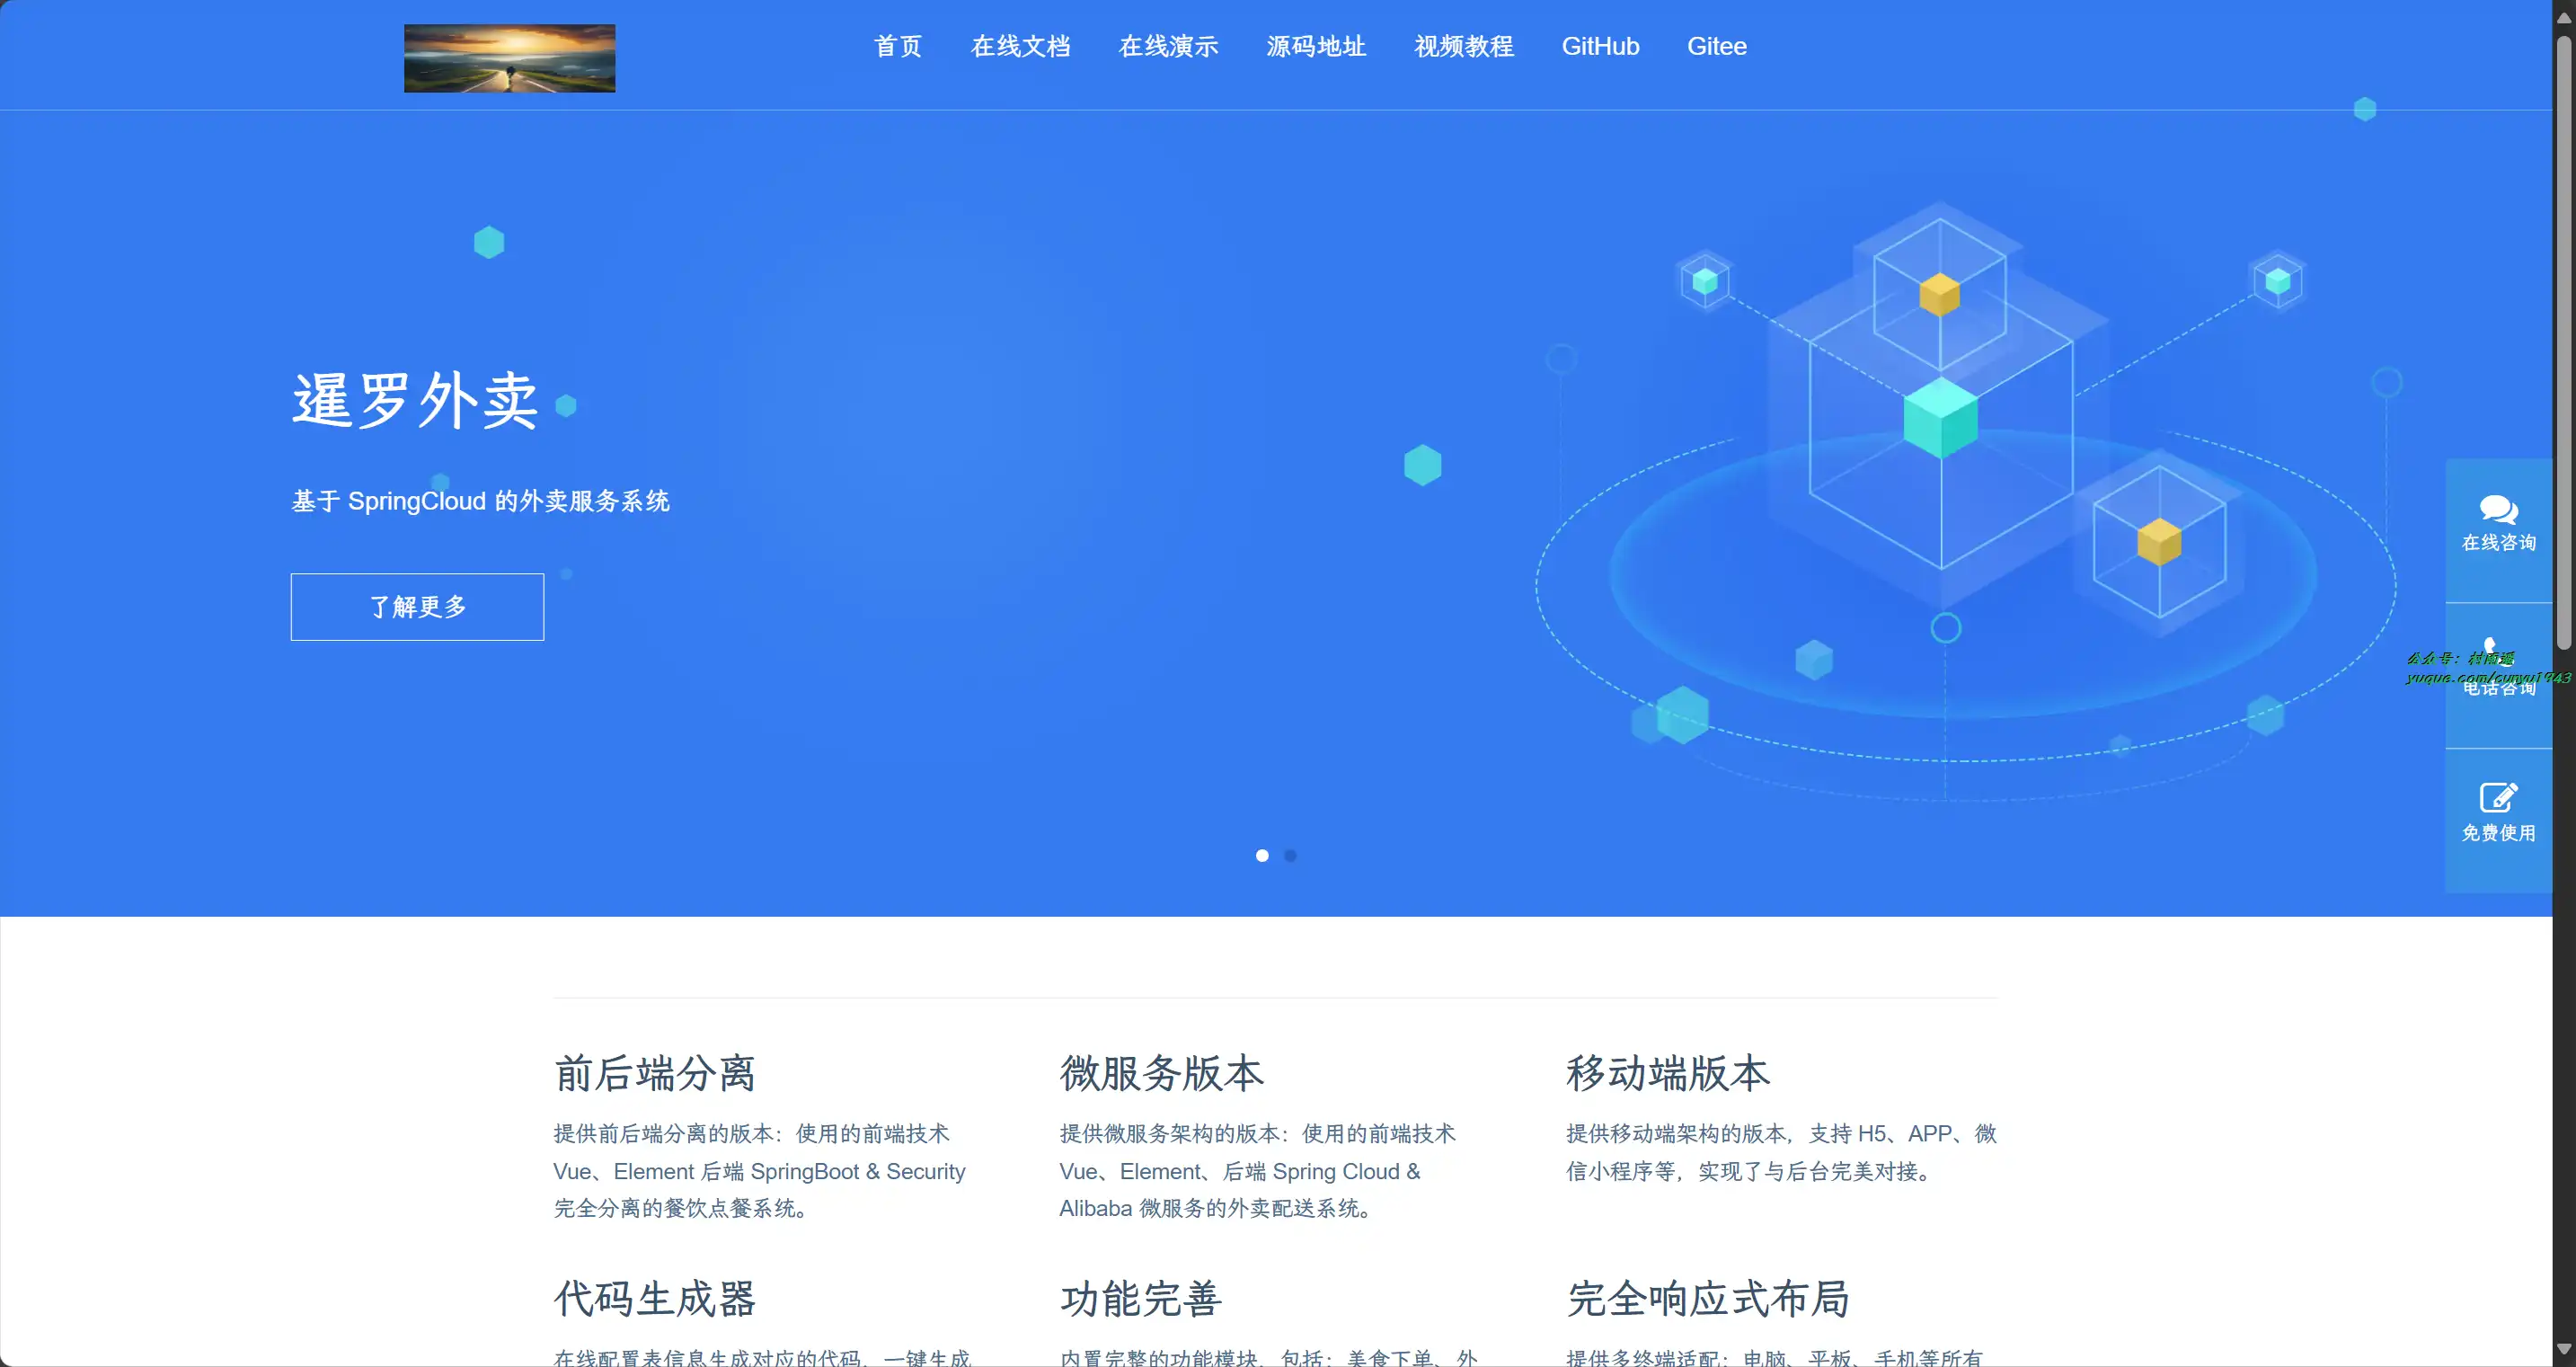 首页 在线文档 在线演示 源码地址 视频教程 GitHub Gitee
暹罗外卖
基于 SpringCloud 的外卖服务系统
了解更多
在线咨询
公众号：村雨遥
yuque.com/cunyu1943
电话咨询
免费使用
前后端分离
提供前后端分离的版本：使用的前端技术
Vue、Element 后端 SpringBoot & Security
完全分离的餐饮点餐系统。
微服务版本
提供微服务架构的版本：使用的前端技术
Vue、Element、后端 Spring Cloud &
Alibaba 微服务的外卖配送系统。
移动端版本
提供移动端架构的版本，支持 H5、APP、微
信小程序等，实现了与后台完美对接。
代码生成器
在线配置表信息生成对应的代码，一键生成
功能完善
内置完整的功能模块，包括：美食下单、外
完全响应式布局
提供多终端适配：电脑、平板、手机等所有